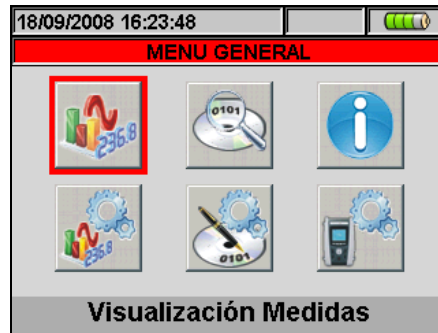 18/09/2008 16:23:48
MENU GENERAL
236.8
0101
236.8
0101
Visualización Medidas